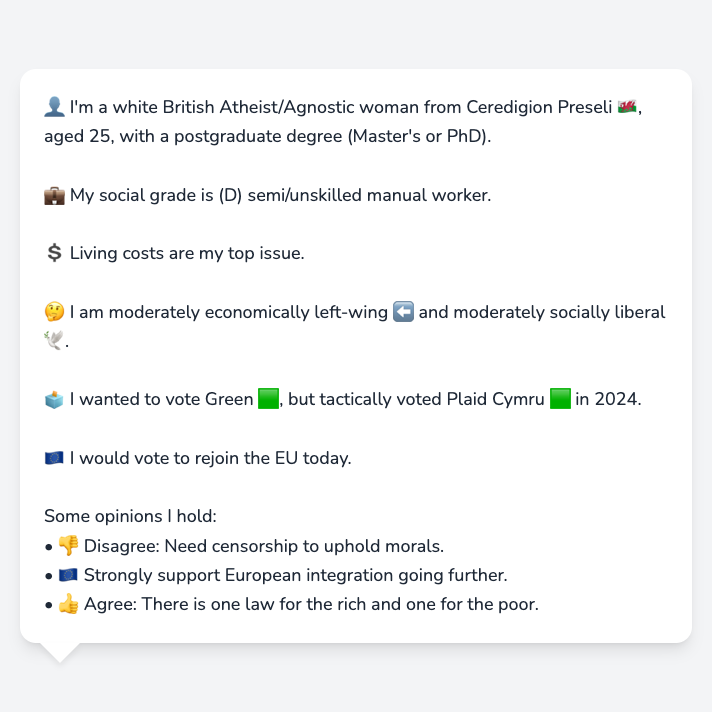 👤 I'm a white British Atheist/Agnostic woman from Ceredigion Preseli 🏴󠁧󠁢󠁷󠁬󠁳󠁿,
aged 25, with a postgraduate degree (Master's or PhD).
💼 My social grade is (D) semi/unskilled manual worker.
💲 Living costs are my top issue.
🤔 I am moderately economically left-wing ⬅️ and moderately socially liberal
🕊️.
🗳️ I wanted to vote Green 🟩, but tactically voted Plaid Cymru 🟩 in 2024.
🇪🇺 I would vote to rejoin the EU today.
Some opinions I hold:
• 👎 Disagree: Need censorship to uphold morals.
• 🇪🇺 Strongly support European integration going further.
• 👍 Agree: There is one law for the rich and one for the poor.